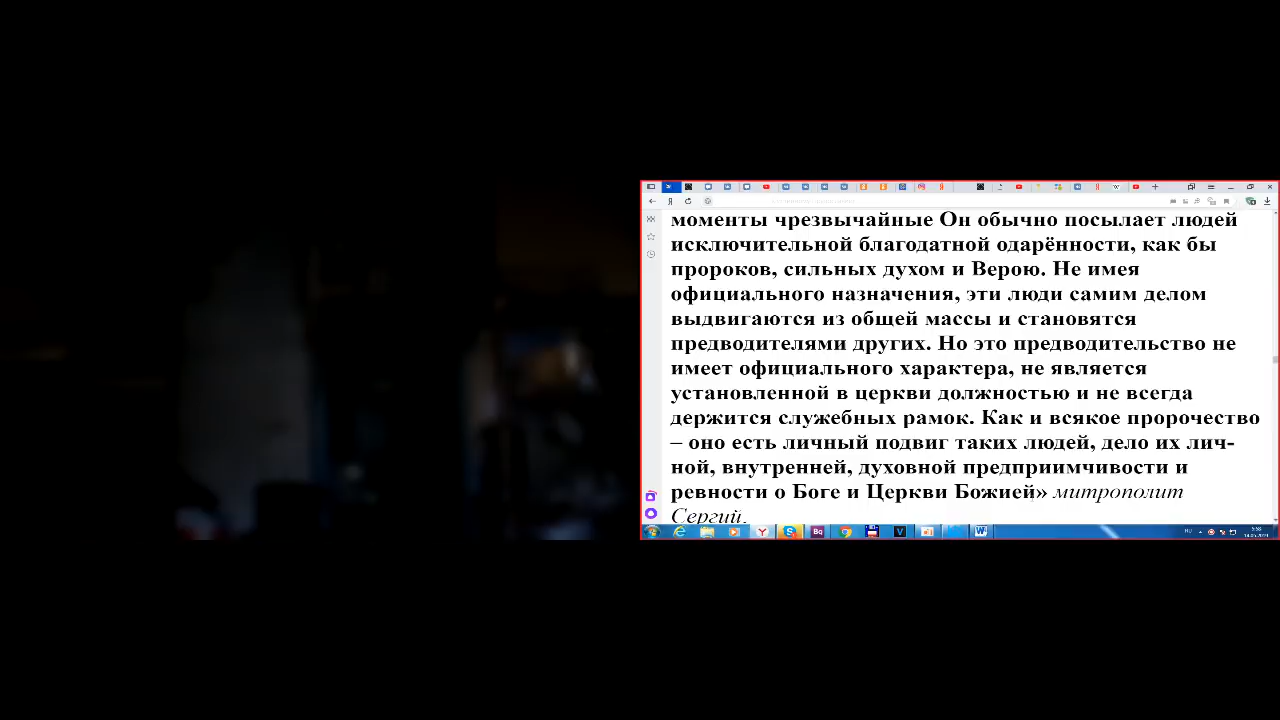 моменты чрезвычайные Он обычно посылает людей
исключительной благодатной одарённости, как бы
пророков, сильных духом и Верою. Не имея
официального назначения, эти люди самим делом
выдвигаются из общей массы и становятся
предводителями других. Но это предводительство не
имеет официального характера, не является
установленной в церкви должностью и не всегда
держится служебных рамок. Как и всякое пророчество
– оно есть личный подвиг таких людей, дело их лич-
ной, внутренней, духовной предприимчивости и
ревности о Боге и Церкви Божией» митрополит
Сергий.
RU